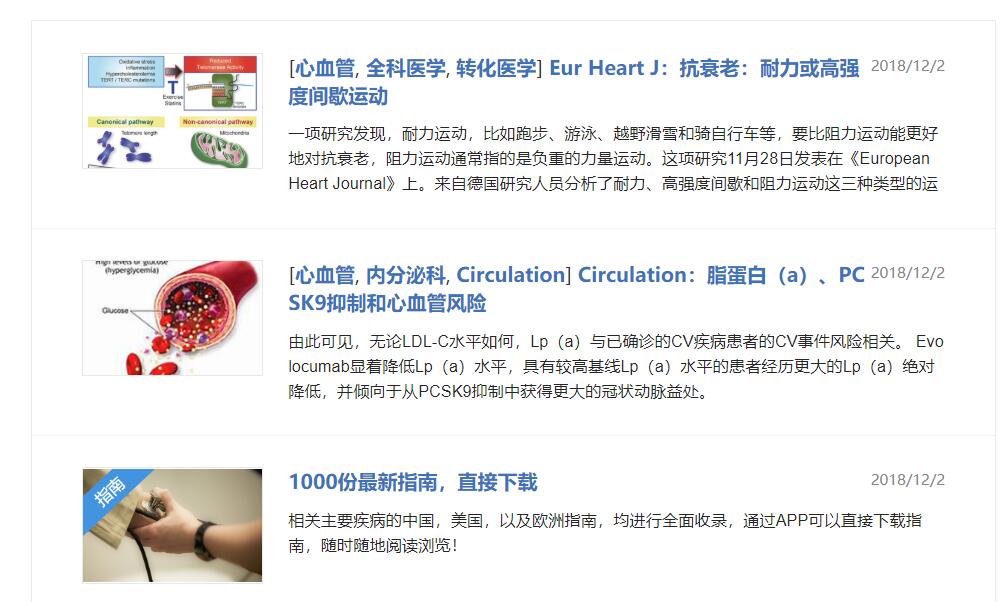 Oxidative stress
Inflammation
Hypercholesterolemia
TERT / TERC mutations
Reduced
Telomerase Activity
T
Exercise
Statins
TERT
Canonical pathway
Non-canonical pathway
Telomere length
Mitochondria
[心血管, 全科医学, 转化医学] Eur Heart J：抗衰老：耐力或高强
度间歇运动
2018/12/2
一项研究发现，耐力运动，比如跑步、游泳、越野滑雪和骑自行车等，要比阻力运动能更好
地对抗衰老，阻力运动通常指的是负重的力量运动。这项研究11月28日发表在《European
Heart Journal》上。来自德国研究人员分析了耐力、高强度间歇和阻力运动这三种类型的运
High levels of glucose
(hyperglycemia)
Glucose
[心血管, 内分泌科, Circulation] Circulation：脂蛋白（a）、PC
SK9抑制和心血管风险
2018/12/2
由此可见，无论LDL-C水平如何，Lp（a）与已确诊的CV疾病患者的CV事件风险相关。 Evo
locumab显着降低Lp（a）水平，具有较高基线Lp（a）水平的患者经历更大的Lp（a）绝对
降低，并倾向于从PCSK9抑制中获得更大的冠状动脉益处。
指南
1000份最新指南，直接下载
2018/12/2
相关主要疾病的中国，美国，以及欧洲指南，均进行全面收录，通过APP可以直接下载指
南，随时随地阅读浏览！